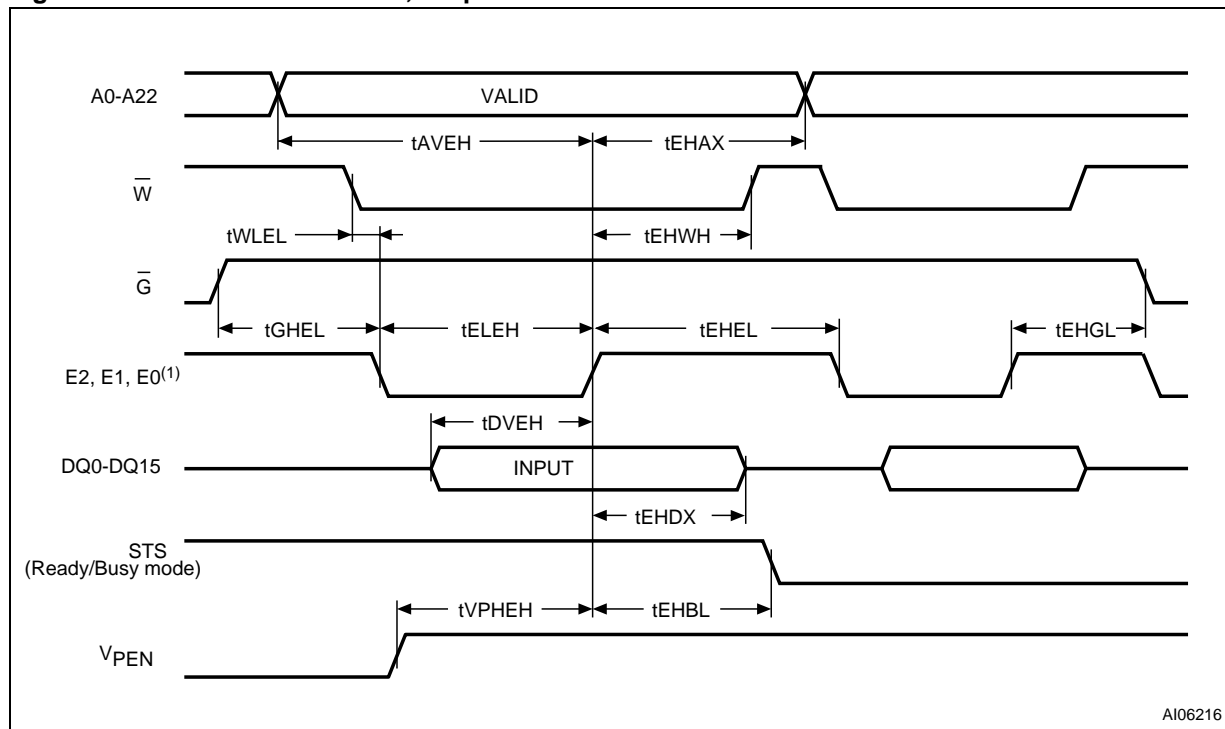 A0-A22
VALID
tAVEH
tEHAX
W
tWLEL
tEHWH
G
tGHEL
tELEH
tEHEL
tEHGL
E2, E1, E0(1)
tDVEH
DQ0-DQ15
INPUT
tEHDX
STS
(Ready/Busy mode)
tVPHEH
tEHBL
VPEN
AI06216